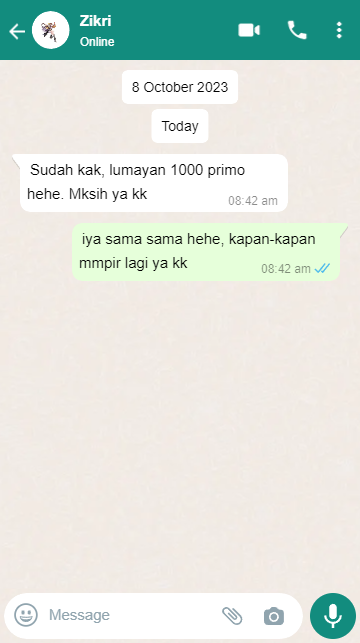 Zikri
Online
8 October 2023
Today
Sudah kak, lumayan 1000 primo
hehe. Mksih ya kk
08:42 am
iya sama sama hehe, kapan-kapan
mmpir lagi ya kk
08:42 am
Message